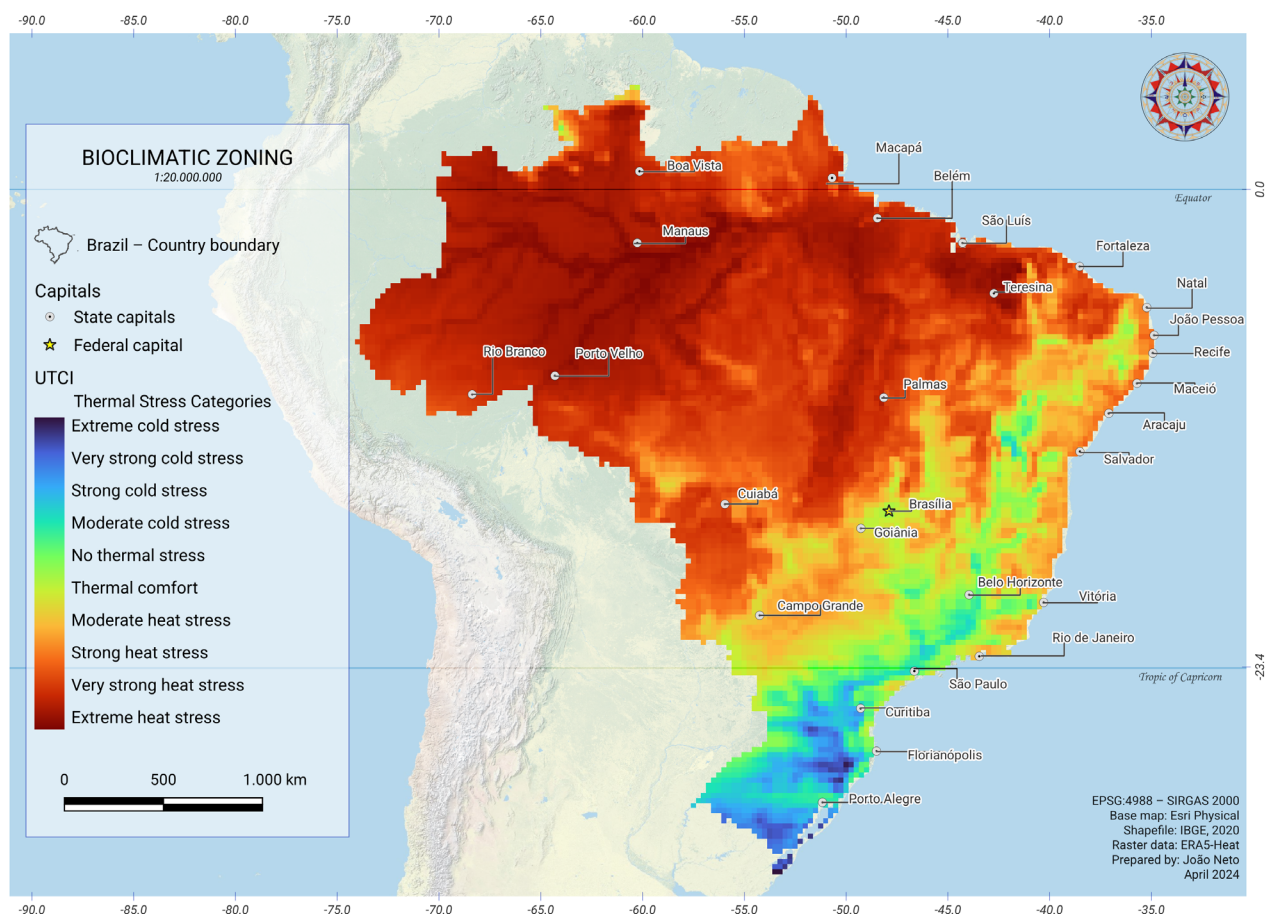 -90.0 -85.0 -80.0 -75.0 -70.0 -65.0 -60.0 -55.0 -50.0 -45.0 -40.0 -35.0
BIOCLIMATIC ZONING
1:20.000.000
Brazil – Country boundary
Capitals
State capitals
Federal capital
UTCI
Thermal Stress Categories
Extreme cold stress
Very strong cold stress
Strong cold stress
Moderate cold stress
No thermal stress
Thermal comfort
Moderate heat stress
Strong heat stress
Very strong heat stress
Extreme heat stress
0 500 1.000 km
Macapá
Boa Vista
Belém
Equator
0.0
São Luís
Manaus
Fortaleza
Teresina
Natal
João Pessoa
Rio Branco
Porto Velho
Recife
Palmas
Maceió
Aracaju
Salvador
Cuiabá
Brasília
Goiânia
Belo Horizonte
Vitória
Campo Grande
Rio de Janeiro
-23.4
Tropic of Capricorn
São Paulo
Curitiba
Florianópolis
Porto Alegre
EPSG:4988 – SIRGAS 2000
Base map: Esri Physical
Shapefile: IBGE, 2020
Raster data: ERA5-Heat
Prepared by: João Neto
April 2024
-90.0 -85.0 -80.0 -75.0 -70.0 -65.0 -60.0 -55.0 -50.0 -45.0 -40.0 -35.0